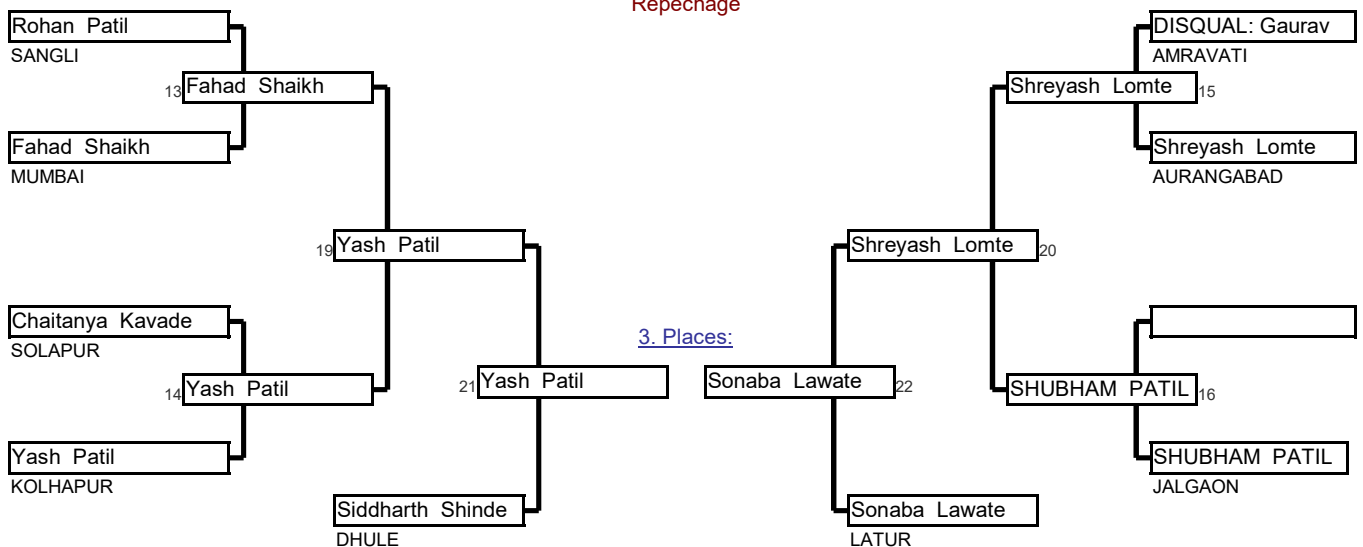 Repechage
Rohan Patil
SANGLI
13 Fahad Shaikh
Fahad Shaikh
MUMBAI
19 Yash Patil
Chaitanya Kavade
SOLAPUR
14 Yash Patil
Yash Patil
KOLHAPUR
21 Yash Patil
Siddharth Shinde
DHULE
3. Places:
DISQUAL: Gaurav
AMRAVATI
Shreyash Lomte 15
Shreyash Lomte
AURANGABAD
Shreyash Lomte 20
Sonaba Lawate 22
SHUBHAM PATIL 16
SHUBHAM PATIL
JALGAON
Sonaba Lawate
LATUR